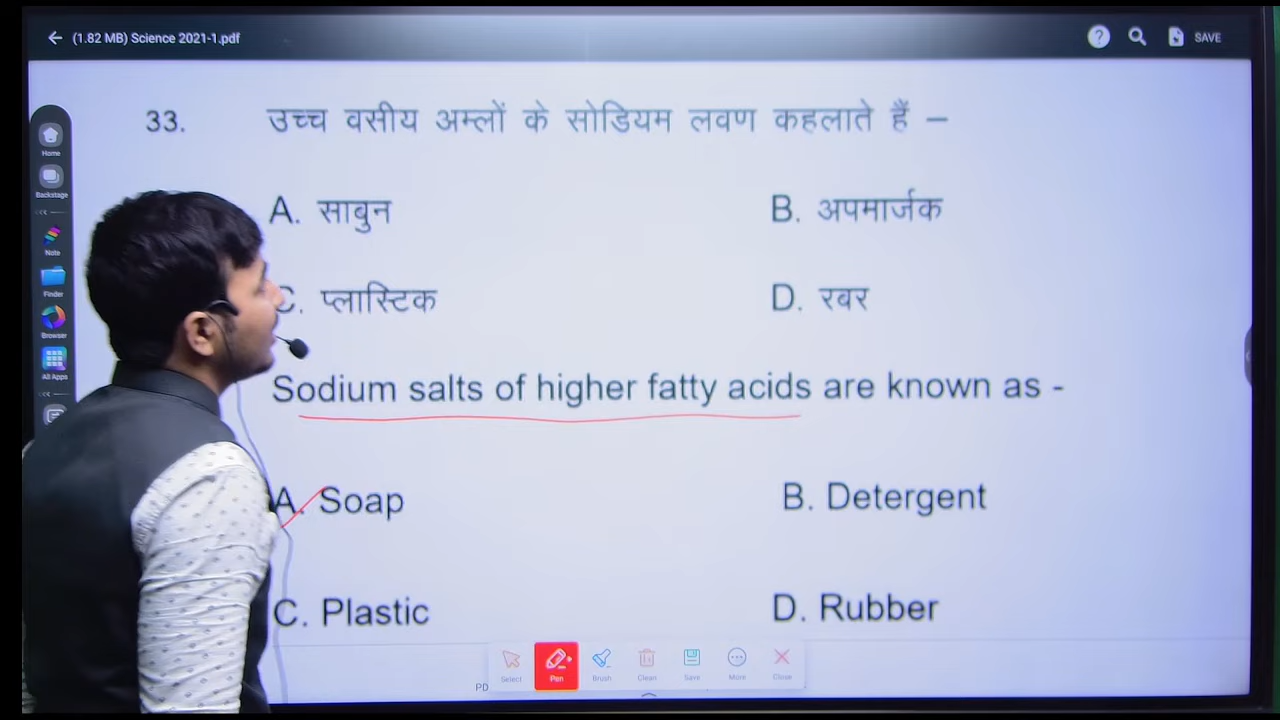 (1.82 MB) Science 2021-1.pdf
? SAVE
33. उच्च वसीय अम्लों के सोडियम लवण कहलाते हैं –
A. साबुन B. अपमार्जक
C. प्लास्टिक D. रबर
Sodium salts of higher fatty acids are known as -
A. Soap B. Detergent
C. Plastic D. Rubber
Home
Backstage
Note
Finder
Browser
All Apps
Select Pen Brush Clean Save More Close
PD